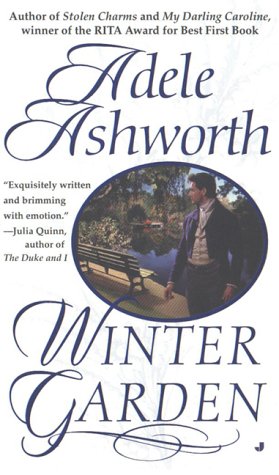 Author of Stolen Charms and My Darling Caroline,
winner of the RITA Award for Best First Book
Adele
Ashworth
“Exquisitely written
and brimming
with emotion.”
—Julia Quinn,
author of
The Duke and I
WINTER
GARDEN
J